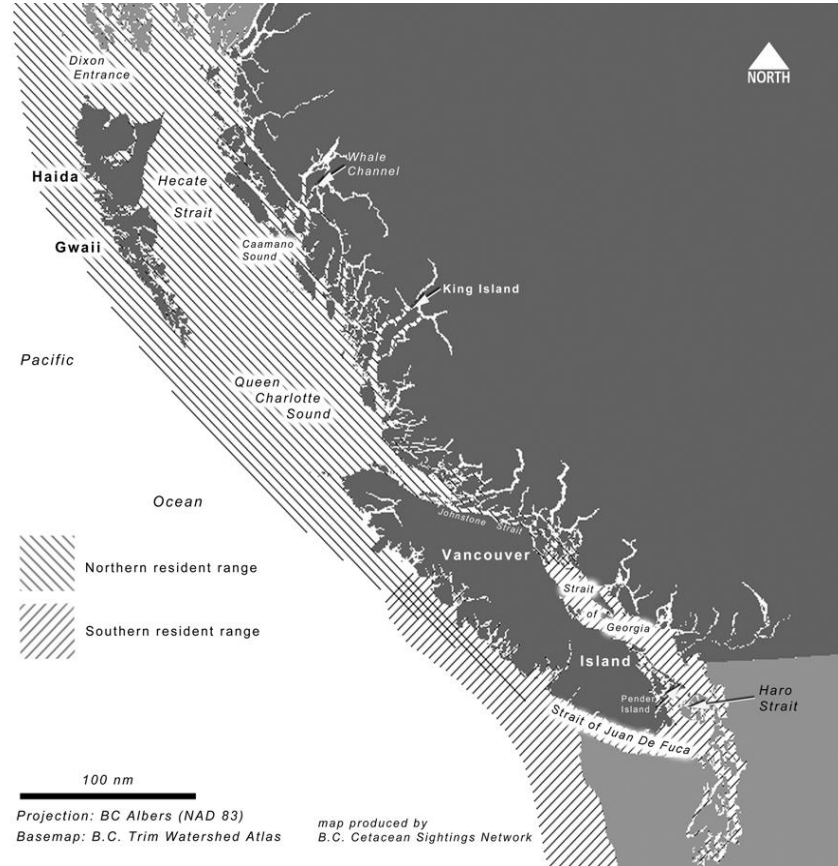 Dixon
Entrance
NORTH
Whale
Channel
Haida
Hecate
Strait
Gwaii
Caamano
Sound
King Island
Pacific
Queen
Charlotte
Sound
Ocean
Johnstone Strait
Vancouver
Northern resident range
Strait
of
Georgia
Southern resident range
Island
Pender
Island
Haro
Strait
Strait of Juan De Fuca
100 nm
Projection: BC Albers (NAD 83)
Basemap: B.C. Trim Watershed Atlas
map produced by
B.C. Cetacean Sightings Network